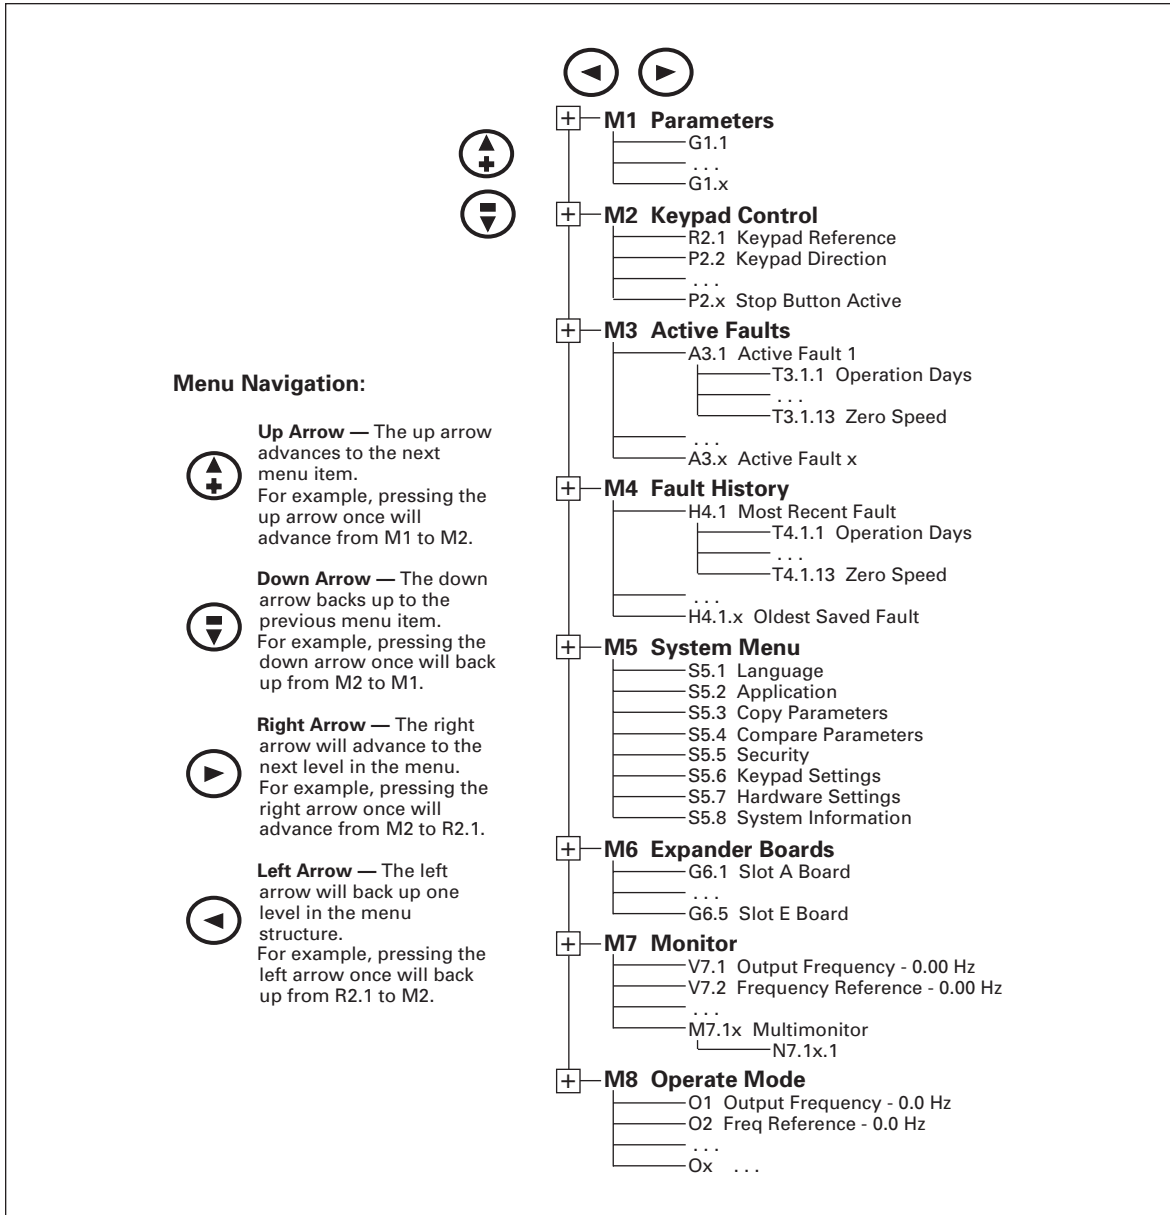 M1 Parameters
G1.1
. . .
G1.x
M2 Keypad Control
R2.1 Keypad Reference
P2.2 Keypad Direction
. . .
P2.x Stop Button Active
M3 Active Faults
A3.1 Active Fault 1
T3.1.1 Operation Days
. . .
T3.1.13 Zero Speed
. . .
A3.x Active Fault x
M4 Fault History
H4.1 Most Recent Fault
T4.1.1 Operation Days
. . .
T4.1.13 Zero Speed
. . .
H4.1.x Oldest Saved Fault
M5 System Menu
S5.1 Language
S5.2 Application
S5.3 Copy Parameters
S5.4 Compare Parameters
S5.5 Security
S5.6 Keypad Settings
S5.7 Hardware Settings
S5.8 System Information
M6 Expander Boards
G6.1 Slot A Board
. . .
G6.5 Slot E Board
M7 Monitor
V7.1 Output Frequency - 0.00 Hz
V7.2 Frequency Reference - 0.00 Hz
. . .
M7.1x Multimonitor
N7.1x.1
M8 Operate Mode
O1 Output Frequency - 0.0 Hz
O2 Freq Reference - 0.0 Hz
. . .
Ox . . .
Menu Navigation:
Up Arrow — The up arrow
advances to the next
menu item.
For example, pressing the
up arrow once will
advance from M1 to M2.
Down Arrow — The down
arrow backs up to the
previous menu item.
For example, pressing the
down arrow once will back
up from M2 to M1.
Right Arrow — The right
arrow will advance to the
next level in the menu.
For example, pressing the
right arrow once will
advance from M2 to R2.1.
Left Arrow — The left
arrow will back up one
level in the menu
structure.
For example, pressing the
left arrow once will back
up from R2.1 to M2.